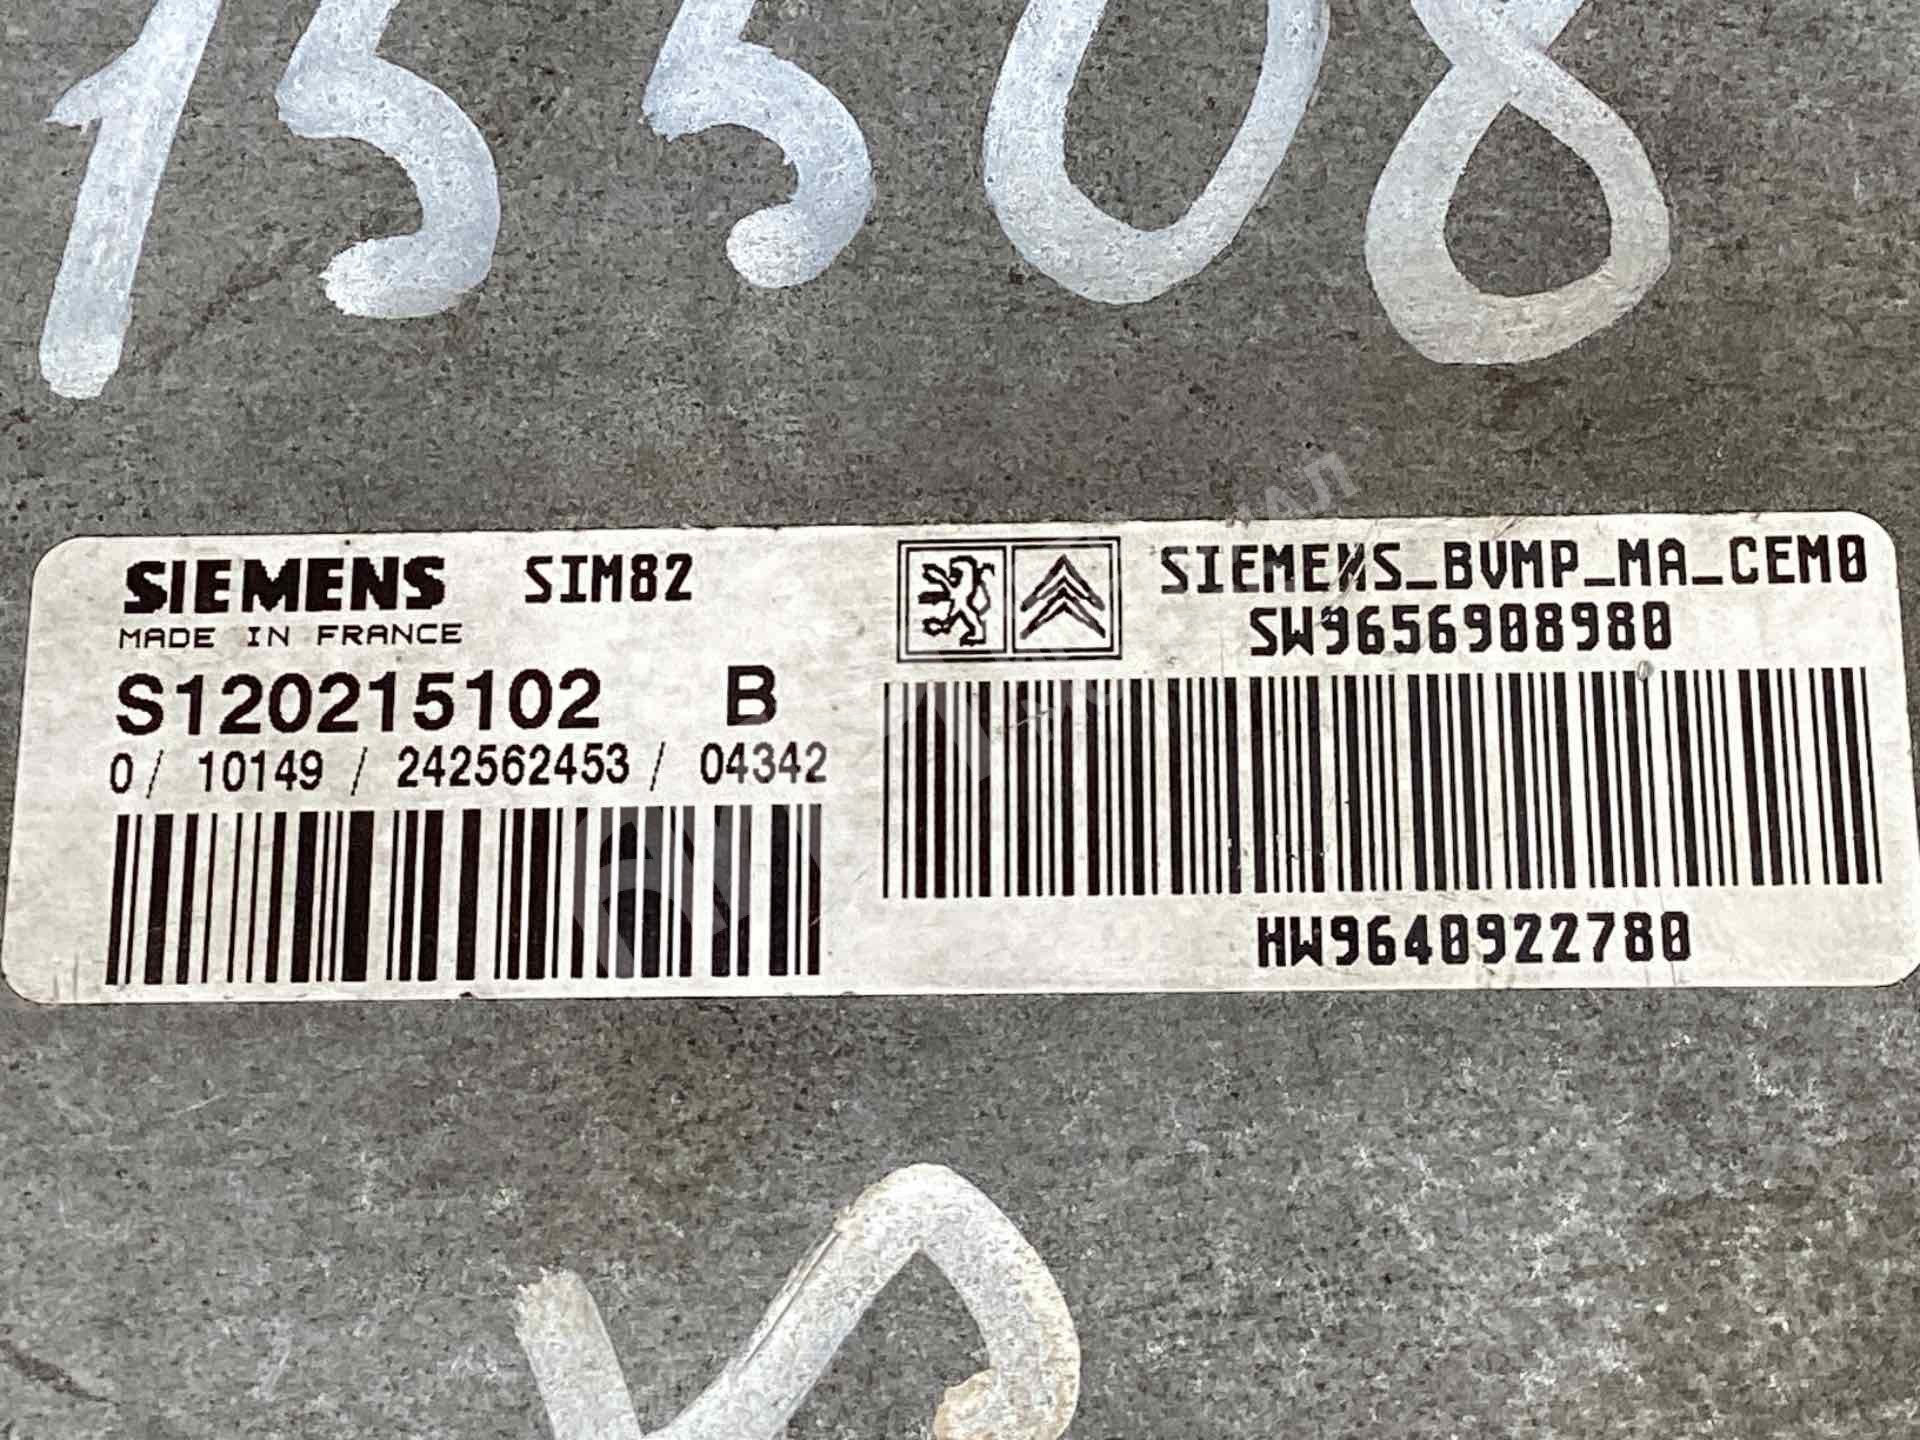 15508
SIEMENS SIM82
MADE IN FRANCE
S120215102 B
0/ 10149 / 242562453 / 04342
SIEMENS_BVMP_MA_CEM0
SW9656908980
HW9640922780